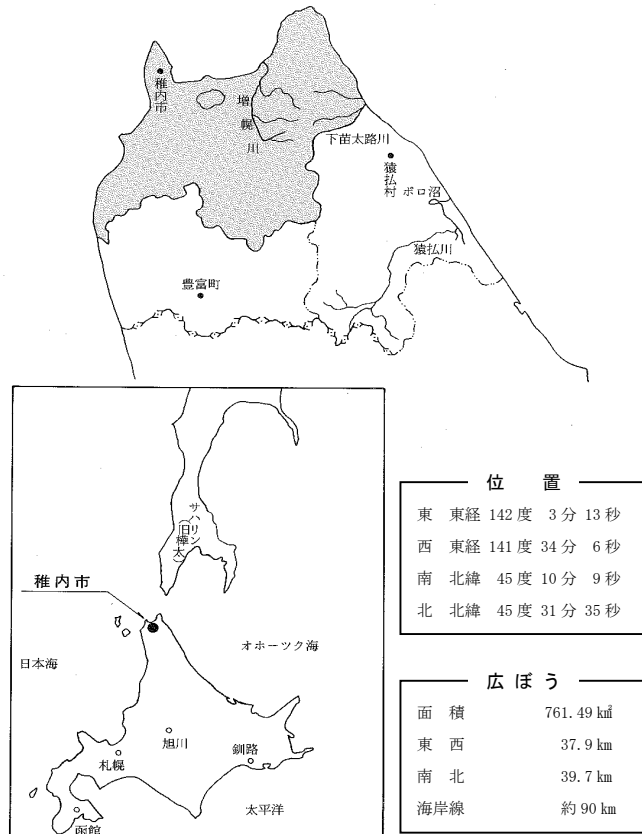 稚内市
増幌川
下苗太路川
猿払村
ポロ沼
猿払川
豊富町
サハリン
(旧樺太)
稚内市
オホーツク海
日本海
旭川
札幌
釧路
太平洋
函館
位 置
東 東経 142 度 3 分 13 秒
西 東経 141 度 34 分 6 秒
南 北緯 45 度 10 分 9 秒
北 北緯 45 度 31 分 35 秒
広ぼう
面 積 761.49 ㎢
東 西 37.9 ㎞
南 北 39.7 ㎞
海岸線 約 90 ㎞